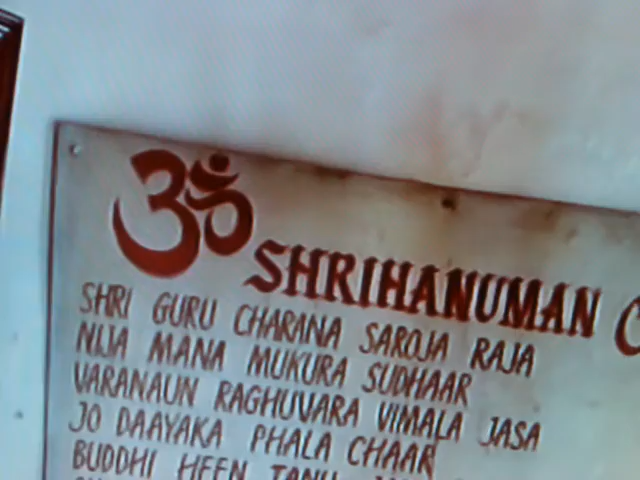 ॐ SHRIHANUMAN C
SHRI GURU CHARANA SAROJA RAJA
NIJA MANA MUKURA SUDHAAR
VARANAUN RAGHUVARA VIMALA JASA
JO DAAYAKA PHALA CHAAR
BUDDHI HEEN TANU